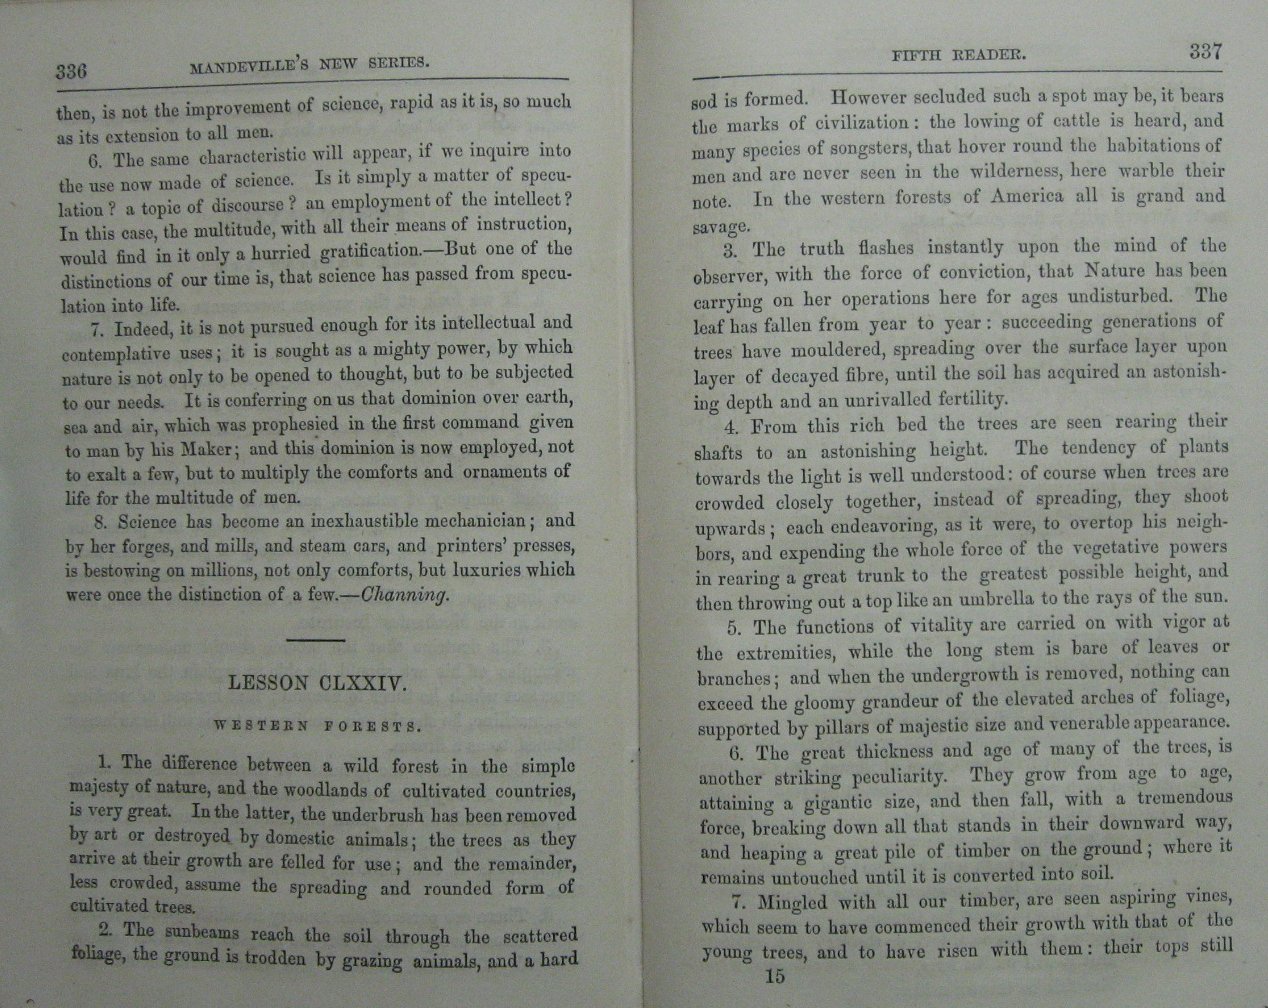 336 MANDEVILLE'S NEW SERIES.
then, is not the improvement of science, rapid as it is, so much
as its extension to all men.
6. The same characteristic will appear, if we inquire into
the use now made of science. Is it simply a matter of specu-
lation? a topic of discourse? an employment of the intellect?
In this case, the multitude, with all their means of instruction,
would find in it only a hurried gratification.—But one of the
distinctions of our time is, that science has passed from specu-
lation into life.
7. Indeed, it is not pursued enough for its intellectual and
contemplative uses; it is sought as a mighty power, by which
nature is not only to be opened to thought, but to be subjected
to our needs. It is conferring on us that dominion over earth,
sea and air, which was prophesied in the first command given
to man by his Maker; and this dominion is now employed, not
to exalt a few, but to multiply the comforts and ornaments of
life for the multitude of men.
8. Science has become an inexhaustible mechanician; and
by her forges, and mills, and steam cars, and printers' presses,
is bestowing on millions, not only comforts, but luxuries which
were once the distinction of a few.—Channing.
LESSON CLXXIV.
WESTERN FORESTS.
1. The difference between a wild forest in the simple
majesty of nature, and the woodlands of cultivated countries,
is very great. In the latter, the underbrush has been removed
by art or destroyed by domestic animals; the trees as they
arrive at their growth are felled for use; and the remainder,
less crowded, assume the spreading and rounded form of
cultivated trees.
2. The sunbeams reach the soil through the scattered
foliage, the ground is trodden by grazing animals, and a hard
FIFTH READER. 337
sod is formed. However secluded such a spot may be, it bears
the marks of civilization: the lowing of cattle is heard, and
many species of songsters, that hover round the habitations of
men and are never seen in the wilderness, here warble their
note. In the western forests of America all is grand and
savage.
3. The truth flashes instantly upon the mind of the
observer, with the force of conviction, that Nature has been
carrying on her operations here for ages undisturbed. The
leaf has fallen from year to year: succeeding generations of
trees have mouldered, spreading over the surface layer upon
layer of decayed fibre, until the soil has acquired an astonish-
ing depth and an unrivalled fertility.
4. From this rich bed the trees are seen rearing their
shafts to an astonishing height. The tendency of plants
towards the light is well understood: of course when trees are
crowded closely together, instead of spreading, they shoot
upwards; each endeavoring, as it were, to overtop his neigh-
bors, and expending the whole force of the vegetative powers
in rearing a great trunk to the greatest possible height, and
then throwing out a top like an umbrella to the rays of the sun.
5. The functions of vitality are carried on with vigor at
the extremities, while the long stem is bare of leaves or
branches; and when the undergrowth is removed, nothing can
exceed the gloomy grandeur of the elevated arches of foliage,
supported by pillars of majestic size and venerable appearance.
6. The great thickness and age of many of the trees, is
another striking peculiarity. They grow from age to age,
attaining a gigantic size, and then fall, with a tremendous
force, breaking down all that stands in their downward way,
and heaping a great pile of timber on the ground; where it
remains untouched until it is converted into soil.
7. Mingled with all our timber, are seen aspiring vines,
which seem to have commenced their growth with that of the
young trees, and to have risen with them: their tops still
15